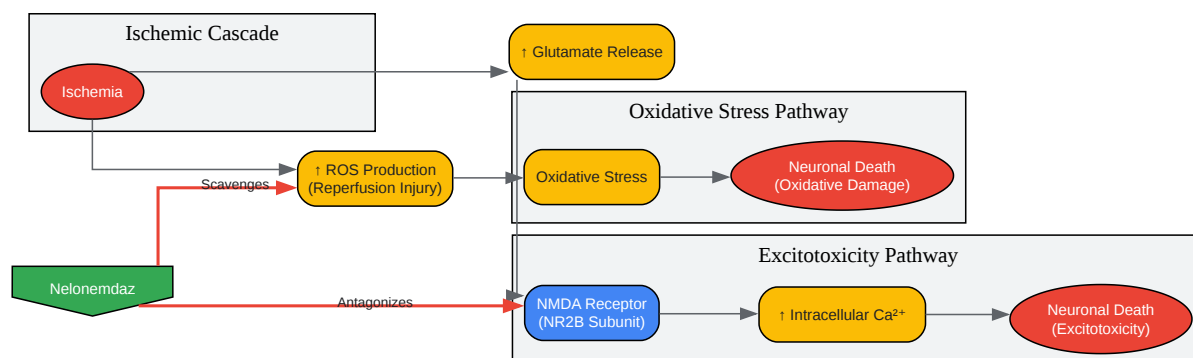 Ischemic Cascade
Ischemia
↑ Glutamate Release
Oxidative Stress Pathway
↑ ROS Production
(Reperfusion Injury)
Scavenges
Oxidative Stress
Neuronal Death
(Oxidative Damage)
Excitotoxicity Pathway
Nelonemdaz
Antagonizes
NMDA Receptor
(NR2B Subunit)
↑ Intracellular Ca²⁺
Neuronal Death
(Excitotoxicity)